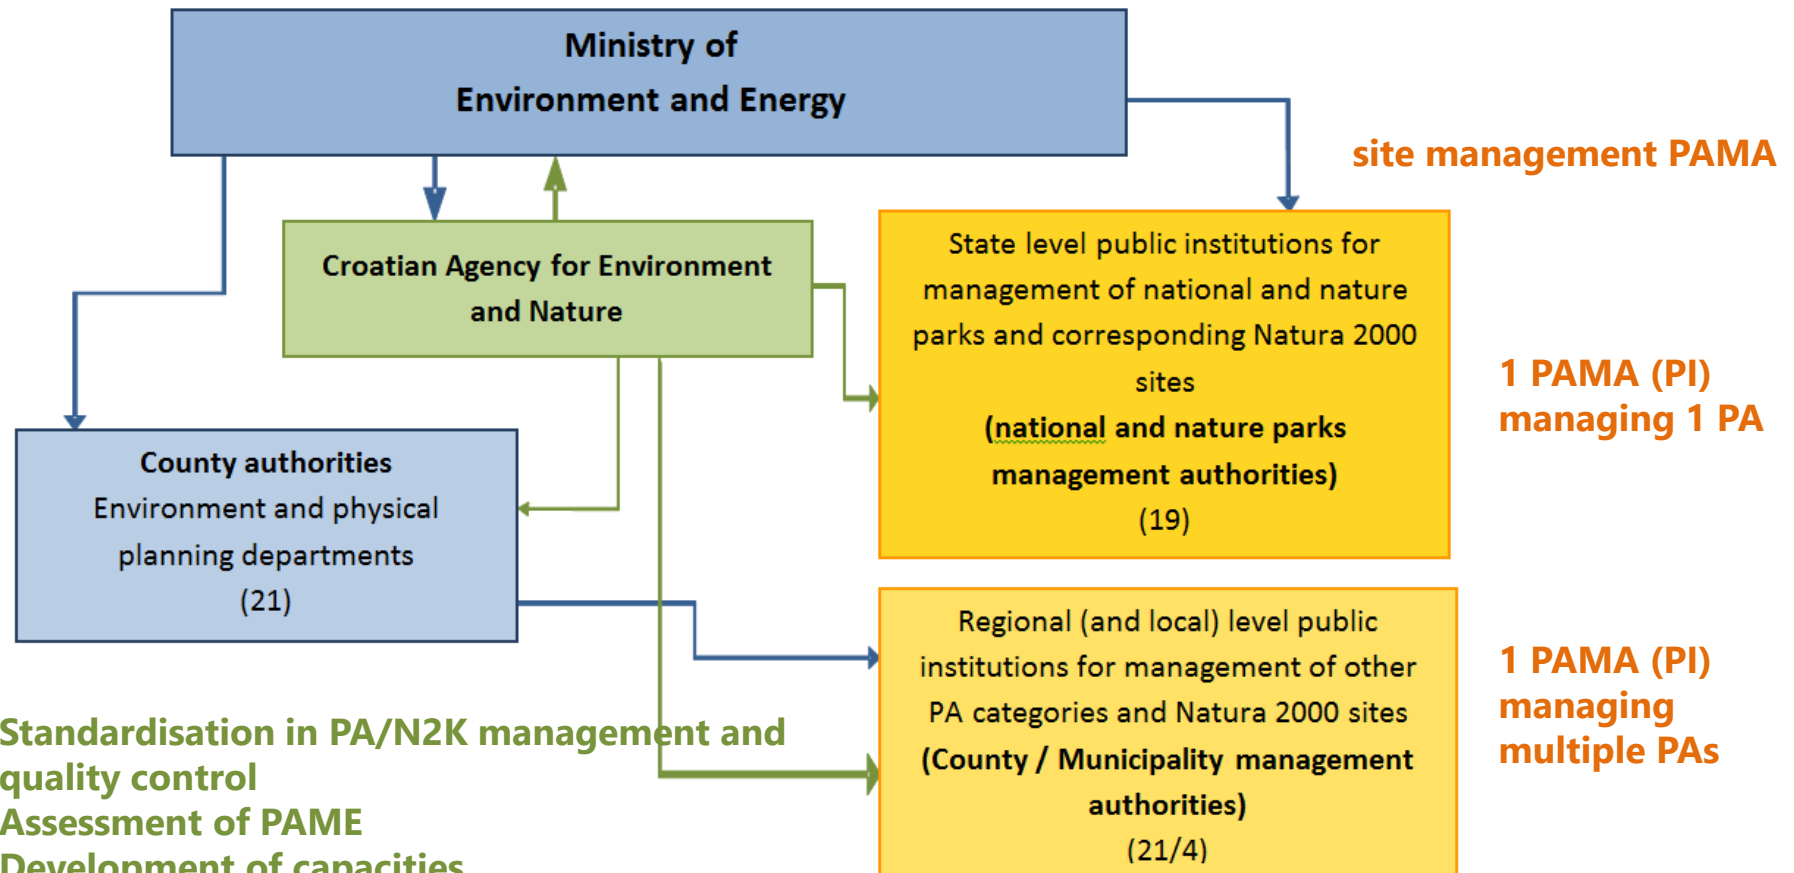 Ministry of
Environment and Energy
site management PAMA
Croatian Agency for Environment
and Nature
State level public institutions for
management of national and nature
parks and corresponding Natura 2000
sites
(national and nature parks
management authorities)
(19)
1 PAMA (PI)
managing 1 PA
County authorities
Environment and physical
planning departments
(21)
Regional (and local) level public
institutions for management of other
PA categories and Natura 2000 sites
(County / Municipality management
authorities)
(21/4)
1 PAMA (PI)
managing
multiple PAs
Standardisation in PA/N2K management and
quality control
Assessment of PAME
Development of capacities